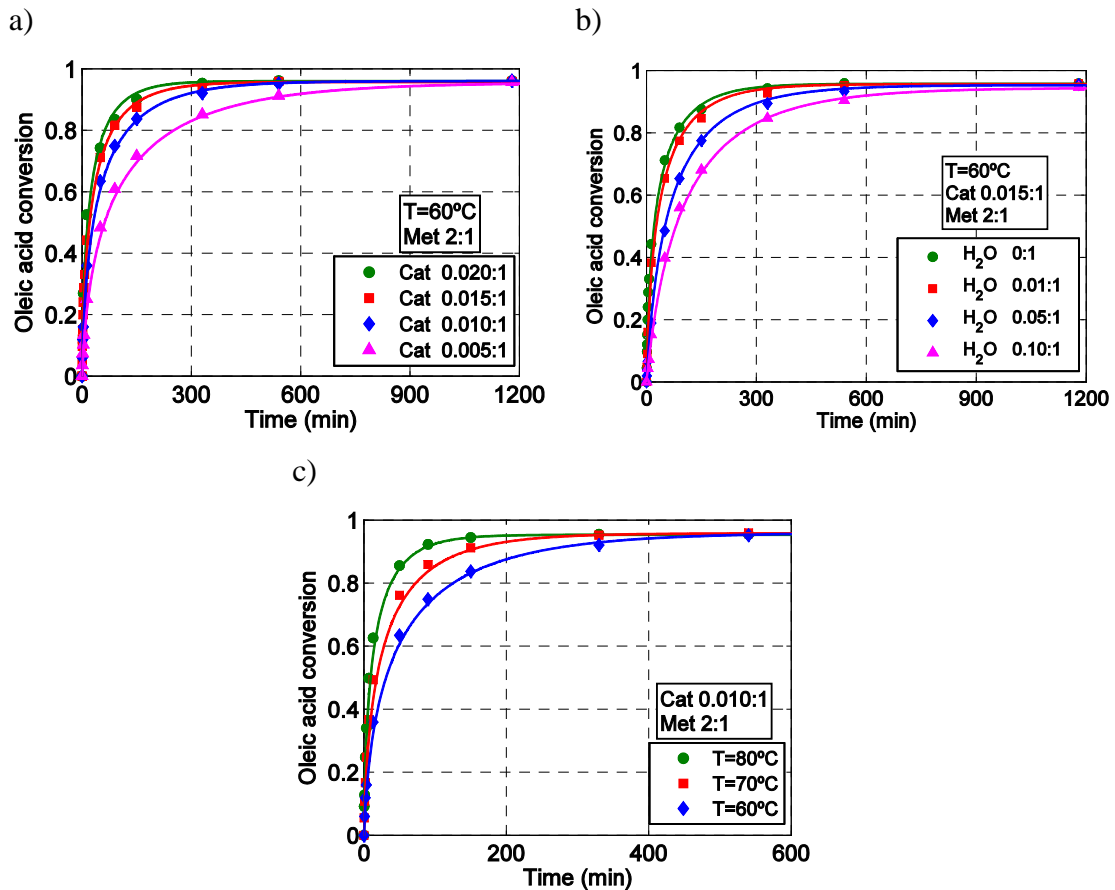 a)
1
0.8
0.6
0.4
0.2
0
Oleic acid conversion
T=60ºC
Met 2:1
Cat 0.020:1
Cat 0.015:1
Cat 0.010:1
Cat 0.005:1
0 300 600 900 1200
Time (min)
b)
1
0.8
0.6
0.4
0.2
0
Oleic acid conversion
T=60ºC
Cat 0.015:1
Met 2:1
H₂O 0:1
H₂O 0.01:1
H₂O 0.05:1
H₂O 0.10:1
0 300 600 900 1200
Time (min)
c)
1
0.8
0.6
0.4
0.2
0
Oleic acid conversion
Cat 0.010:1
Met 2:1
T=80ºC
T=70ºC
T=60ºC
0 200 400 600
Time (min)